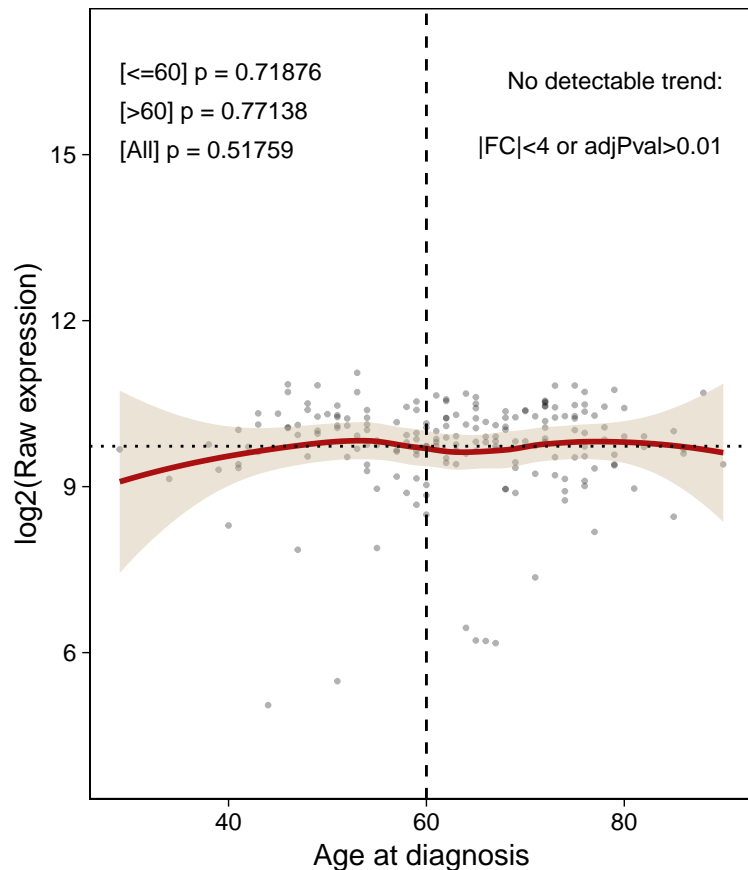 [<=60] p = 0.71876
[>60] p = 0.77138
[All] p = 0.51759
No detectable trend:
|FC|<4 or adjPval>0.01
log2(Raw expression)
15
12
9
6
40
60
80
Age at diagnosis